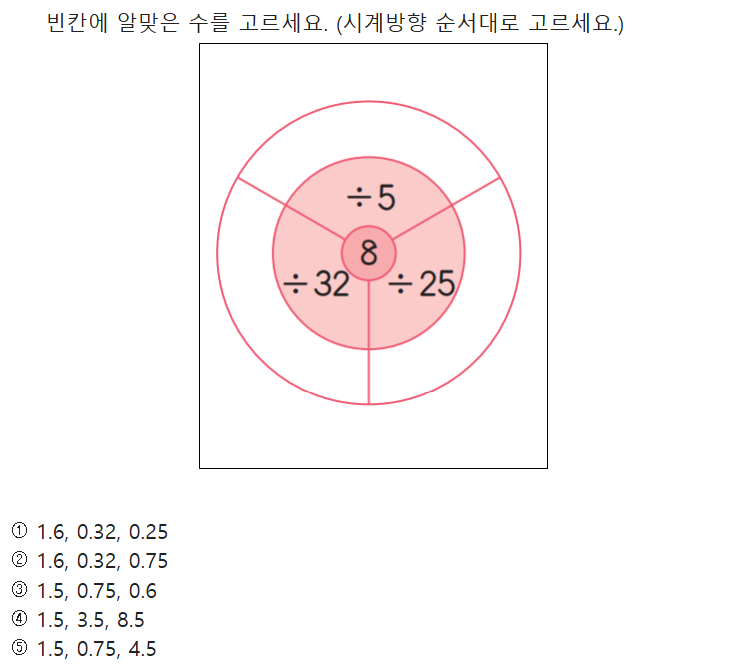 빈칸에 알맞은 수를 고르세요. (시계방향 순서대로 고르세요.)
÷5
8
÷32 ÷25
① 1.6, 0.32, 0.25
② 1.6, 0.32, 0.75
③ 1.5, 0.75, 0.6
④ 1.5, 3.5, 8.5
⑤ 1.5, 0.75, 4.5